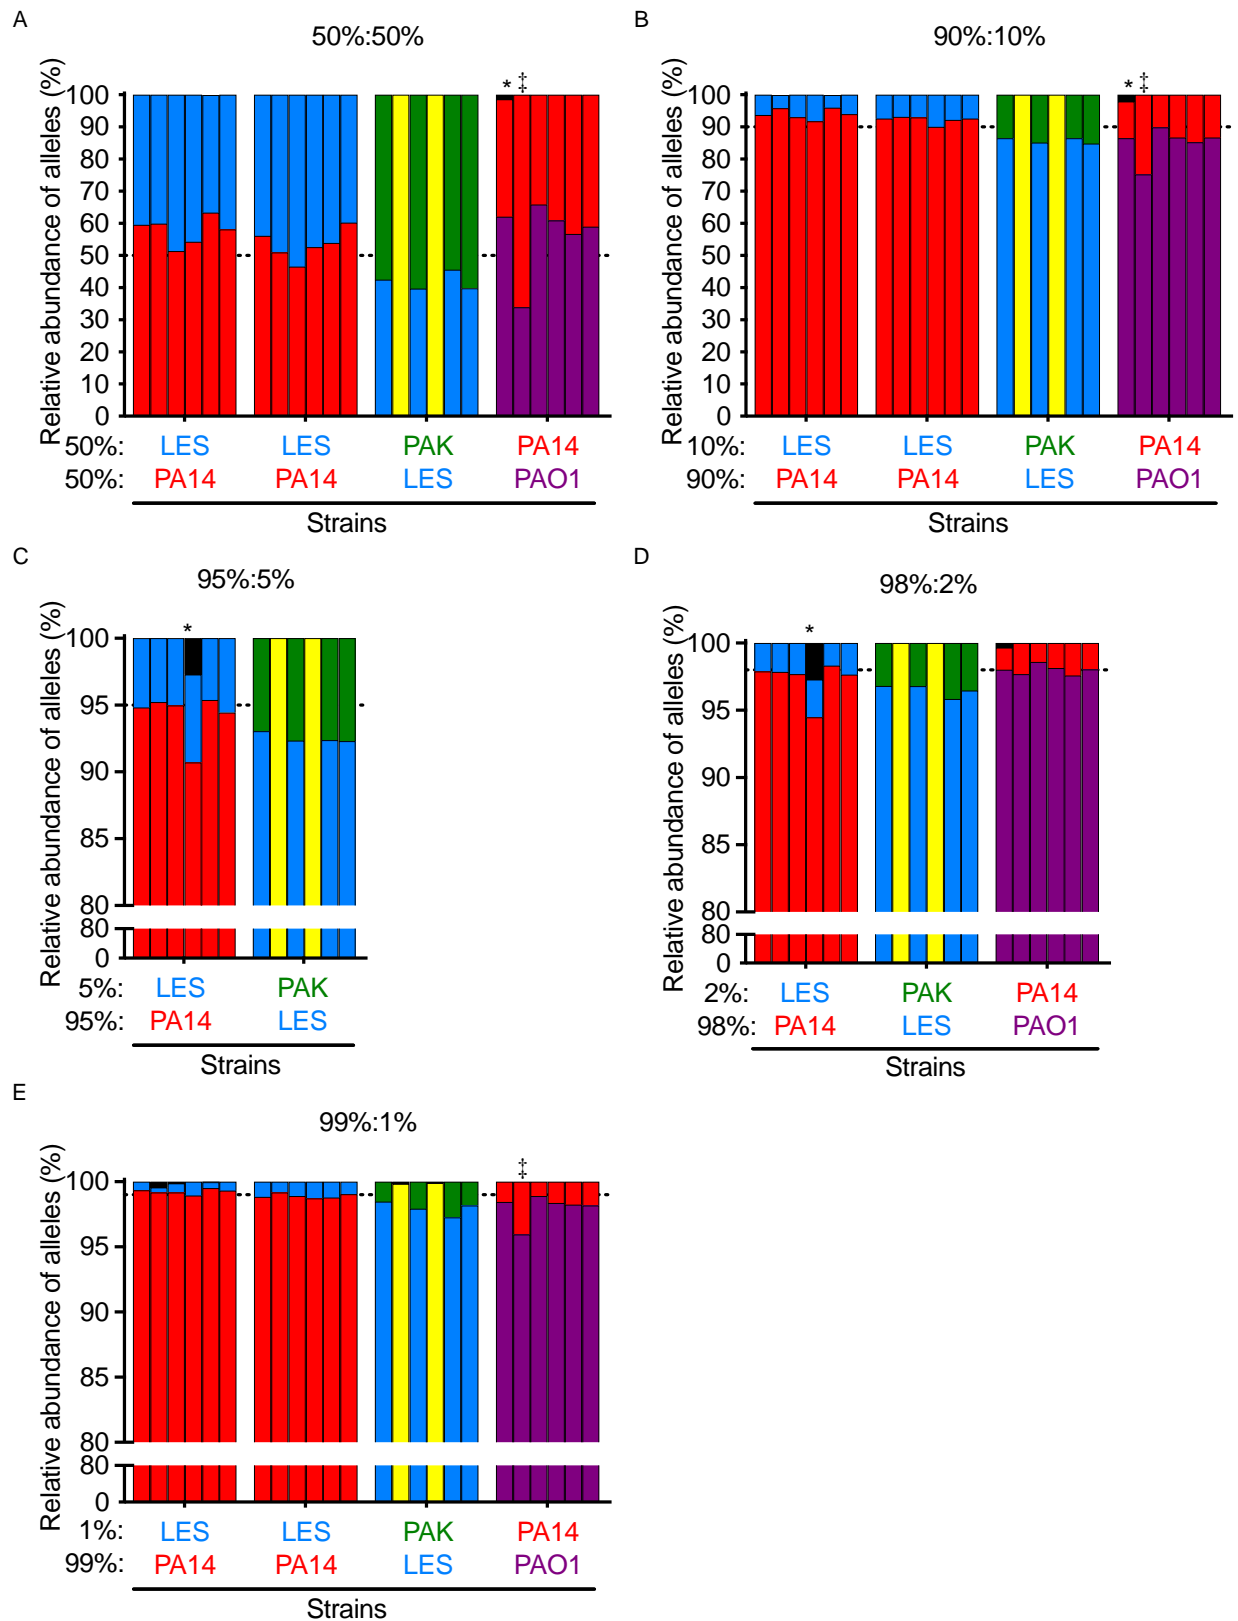 A
50%:50%
* ‡
Relative abundance of alleles (%)
100
90
80
70
60
50
40
30
20
10
0
50%: LES LES PAK PA14
50%: PA14 PA14 LES PAO1
Strains
B
90%:10%
* ‡
Relative abundance of alleles (%)
100
90
80
70
60
50
40
30
20
10
0
10%: LES LES PAK PA14
90%: PA14 PA14 LES PAO1
Strains
C
95%:5%
*
Relative abundance of alleles (%)
100
95
90
85
80
80
0
5%: LES PAK
95%: PA14 LES
Strains
D
98%:2%
*
Relative abundance of alleles (%)
100
95
90
85
80
80
0
2%: LES PAK PA14
98%: PA14 LES PAO1
Strains
E
99%:1%
‡
Relative abundance of alleles (%)
100
95
90
85
80
80
0
1%: LES LES PAK PA14
99%: PA14 PA14 LES PAO1
Strains